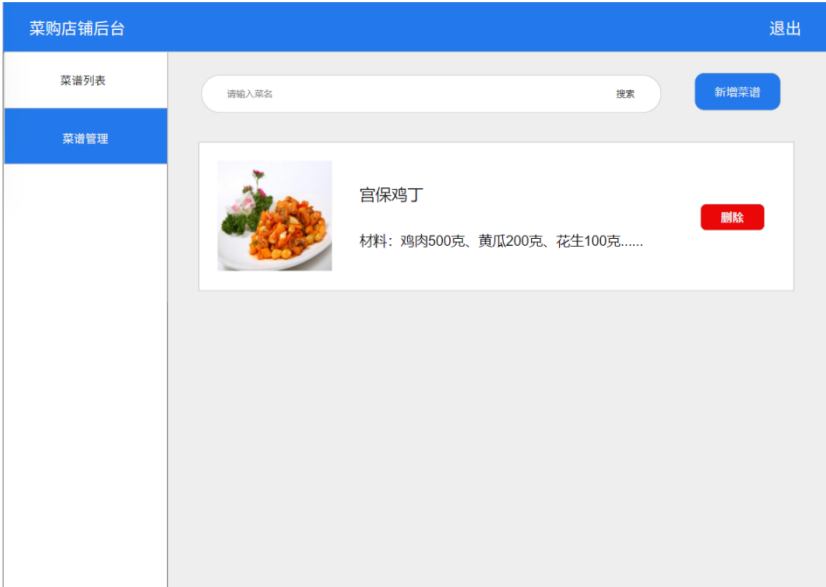 菜购店铺后台
退出
菜谱列表
菜谱管理
请输入菜名
搜索
新增菜谱
宫保鸡丁
材料：鸡肉500克、黄瓜200克、花生100克......
删除